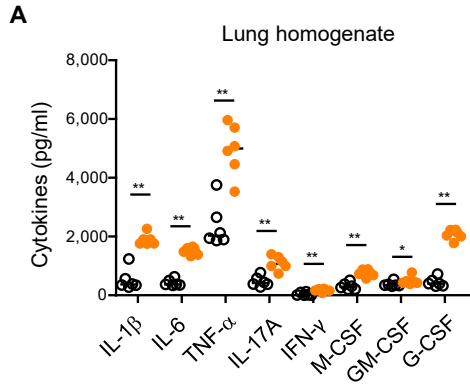 A
Lung homogenate
Cytokines (pg/ml)
8,000
6,000
4,000
2,000
0
**
**
**
**
**
**
*
**
IL-1β
IL-6
TNF-α
IL-17A
IFN-γ
M-CSF
GM-CSF
G-CSF